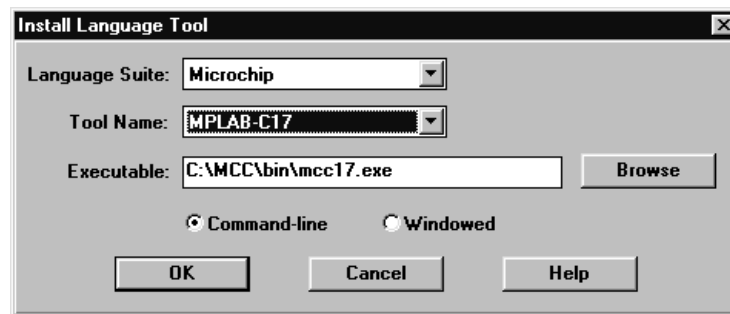 Install Language Tool
Language Suite: Microchip
Tool Name: MPLAB-C17
Executable: C:\MCC\bin\mcc17.exe Browse
Command-line Windowed
OK Cancel Help